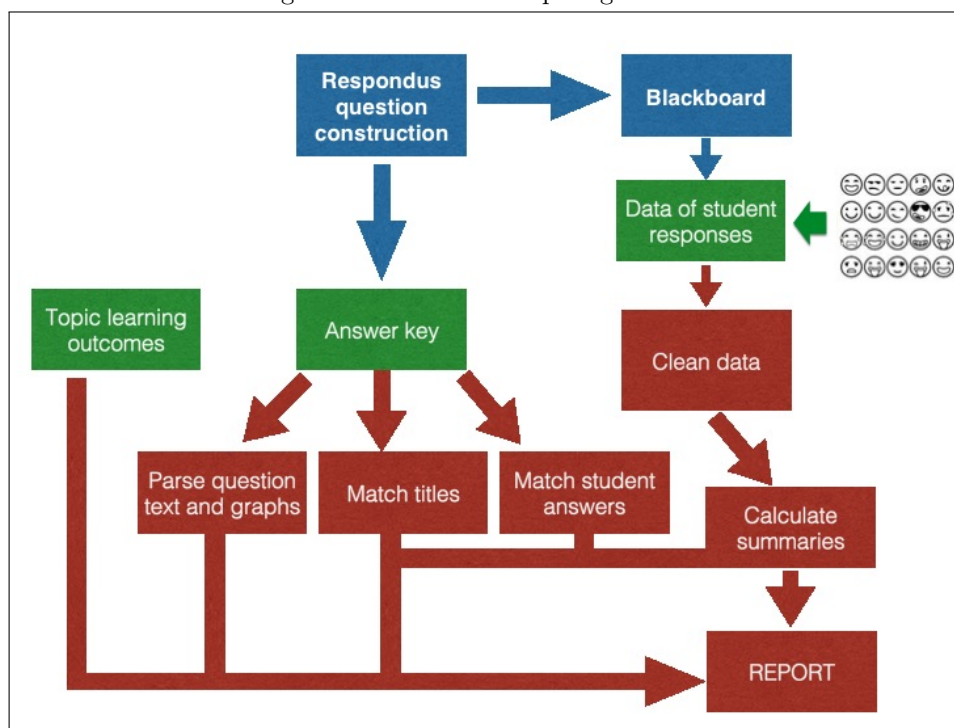 Respondus
question
construction
Blackboard
Data of student
responses
Topic learning
outcomes
Answer key
Clean data
Parse question
text and graphs
Match titles
Match student
answers
Calculate
summaries
REPORT